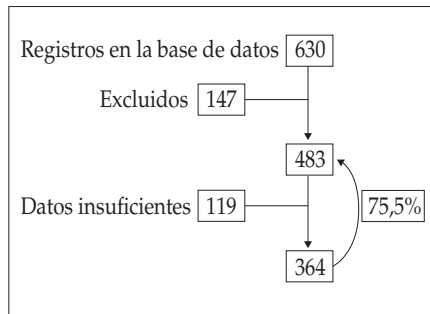 Registros en la base de datos 630
Excluidos 147
483
Datos insuficientes 119
75,5%
364